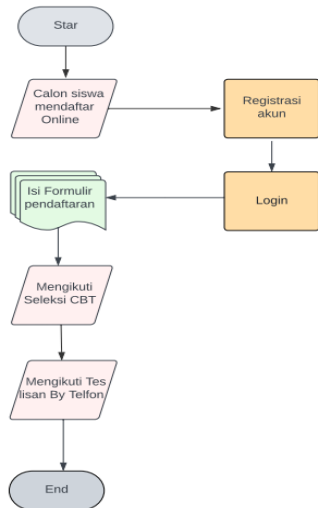 Star
Calon siswa
mendaftar
Online
Registrasi
akun
Isi Formulir
pendaftaran
Login
Mengikuti
Seleksi CBT
Mengikuti Tes
lisan By Telfon
End